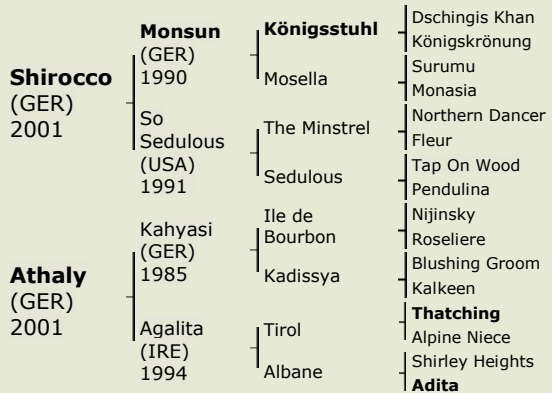 Shirocco
(GER)
2001
Monsun
(GER)
1990
So
Sedulous
(USA)
1991
Königsstuhl
Mosella
The Minstrel
Sedulous
Dschingis Khan
Königskrönung
Surumu
Monasia
Northern Dancer
Fleur
Tap On Wood
Pendulina
Athaly
(GER)
2001
Kahyasi
(GER)
1985
Agalita
(IRE)
1994
Ile de
Bourbon
Kadissya
Tirol
Albane
Nijinsky
Roseliere
Blushing Groom
Kalkeen
Thatching
Alpine Niece
Shirley Heights
Adita